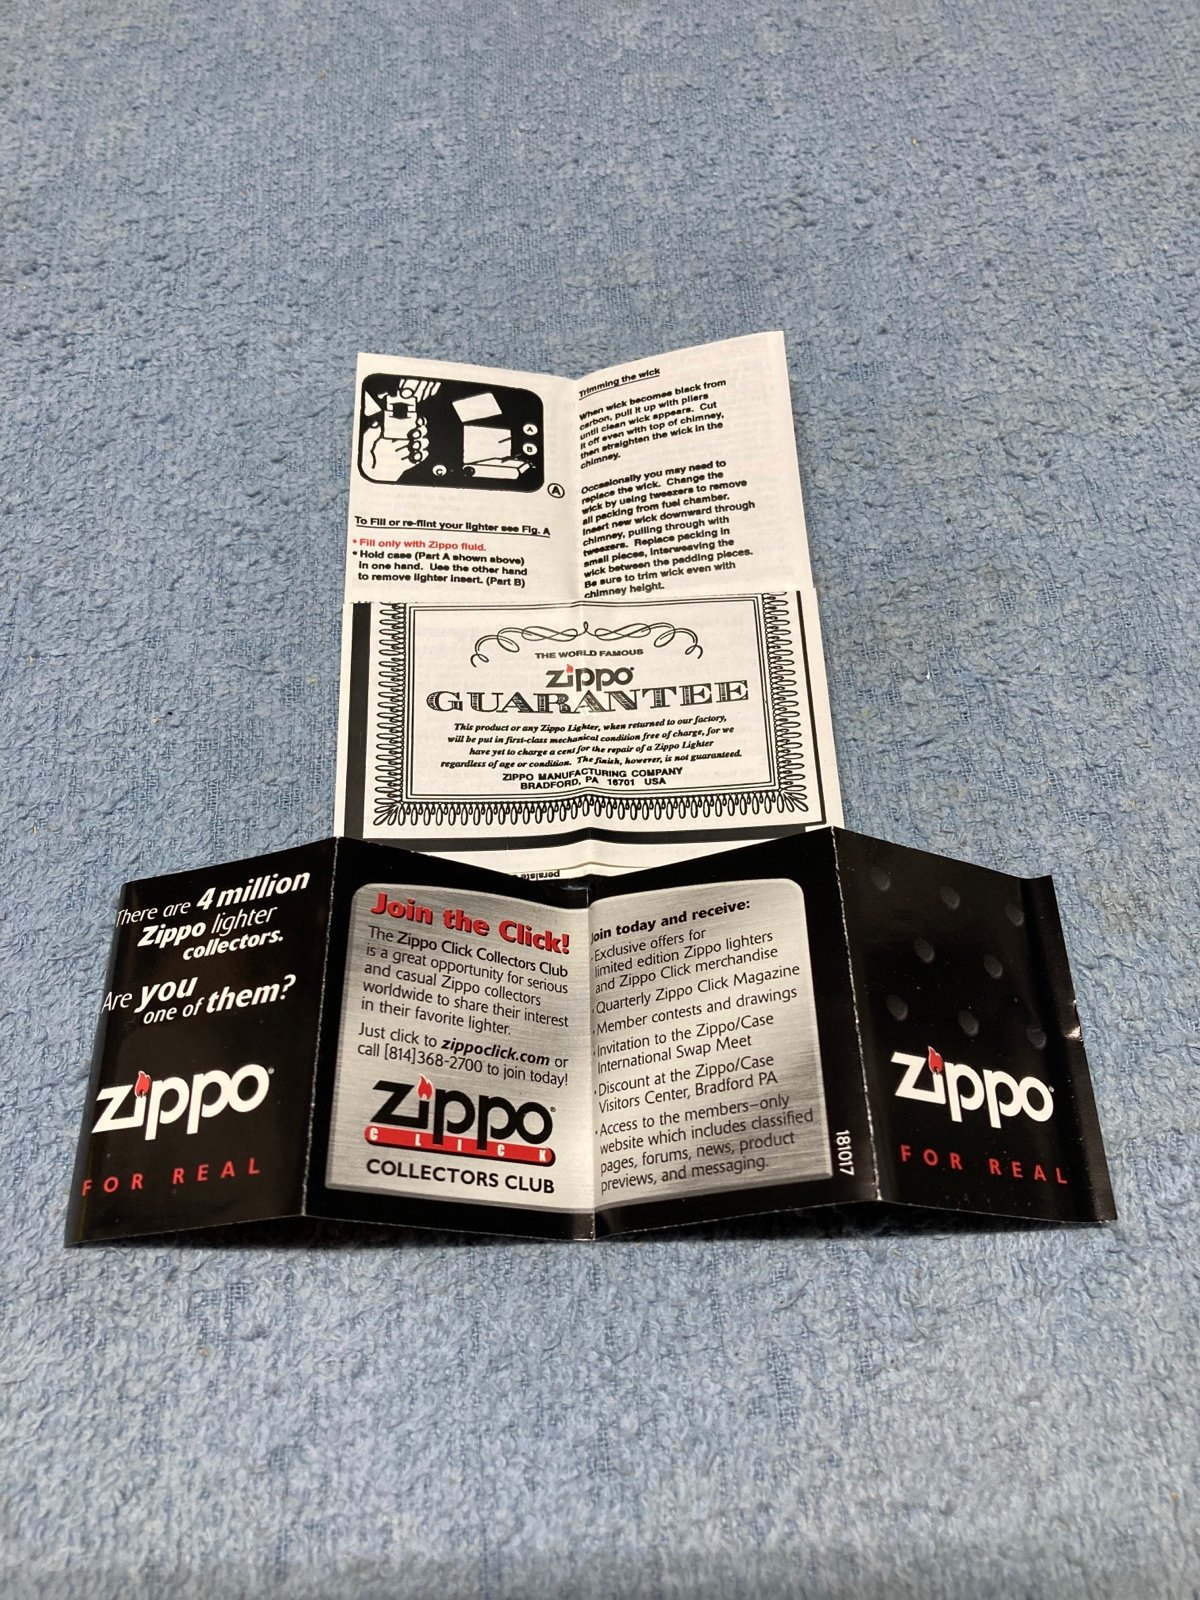 A
B
C
A
To Fill or re-flint your lighter see Fig. A
• Fill only with Zippo fluid.
• Hold case (Part A shown above)
in one hand. Use the other hand
to remove lighter insert. (Part B)
Trimming the wick
When wick becomes black from
carbon, pull it up with pliers
until clean wick appears. Cut
it off even with top of chimney,
then straighten the wick in the
chimney.
Occasionally you may need to
replace the wick. Change the
wick by using tweezers to remove
all packing from fuel chamber.
Insert new wick downward through
chimney, pulling through with
tweezers. Replace packing in
small pieces, interweaving the
wick between the padding pieces.
Be sure to trim wick even with
chimney height.
THE WORLD FAMOUS
Zippo
GUARANTEE
This product or any Zippo Lighter, when returned to our factory,
will be put in first-class mechanical condition free of charge, for we
have yet to charge a cent for the repair of a Zippo Lighter
regardless of age or condition. The finish, however, is not guaranteed.
ZIPPO MANUFACTURING COMPANY
BRADFORD, PA 16701 USA
There are 4 million
Zippo lighter
collectors.
Are you
one of them?
Zippo
FOR REAL
Join the Click!
The Zippo Click Collectors Club
is a great opportunity for serious
and casual Zippo collectors
worldwide to share their interest
in their favorite lighter.
Just click to zippoclick.com or
call [814]368-2700 to join today!
Zippo
CLICK
COLLECTORS CLUB
Join today and receive:
• Exclusive offers for
limited edition Zippo lighters
and Zippo Click merchandise
• Quarterly Zippo Click Magazine
• Member contests and drawings
• Invitation to the Zippo/Case
International Swap Meet
• Discount at the Zippo/Case
Visitors Center, Bradford PA
• Access to the members–only
website which includes classified
pages, forums, news, product
previews, and messaging.
181017
Zippo
FOR REAL